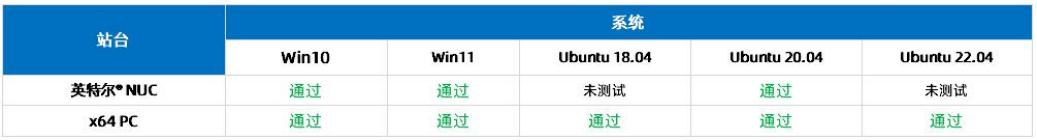 站台 系统
Win10 Win11 Ubuntu 18.04 Ubuntu 20.04 Ubuntu 22.04
英特尔® NUC 通过 通过 未测试 通过 未测试
x64 PC 通过 通过 通过 通过 通过